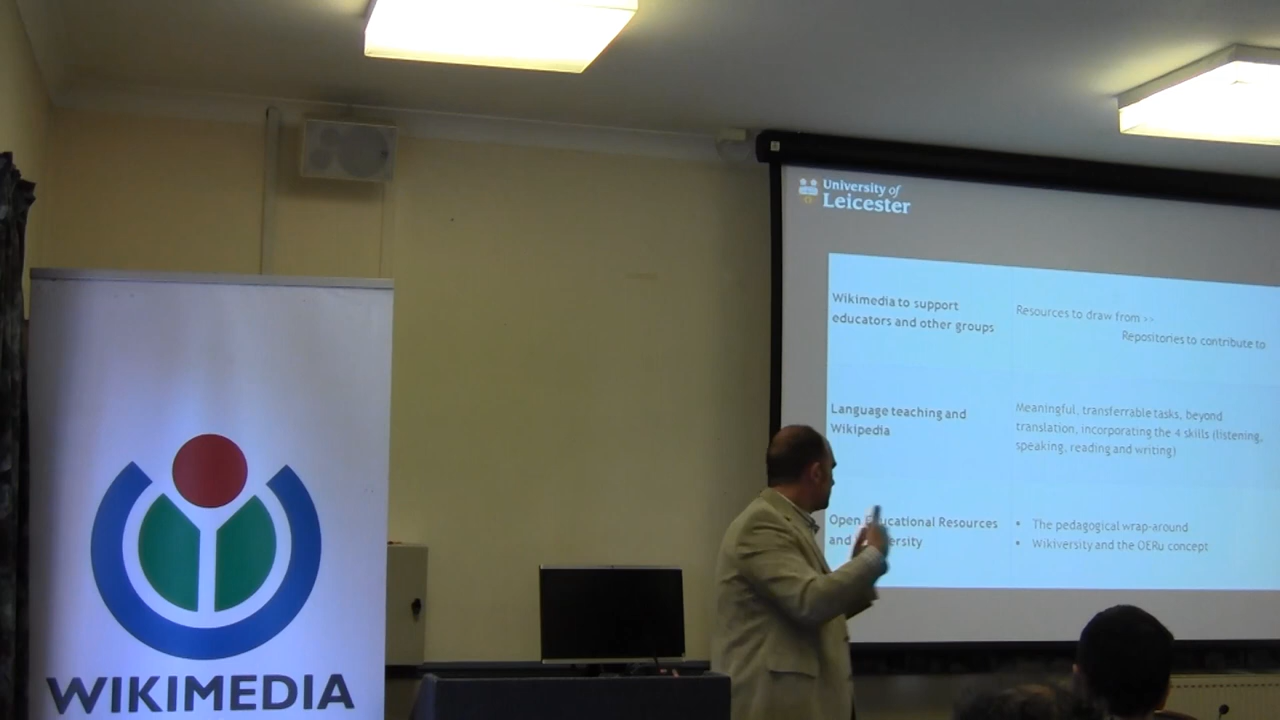 University of
Leicester
Wikimedia to support
educators and other groups
Resources to draw from >>
Repositories to contribute to
Language teaching and
Wikipedia
Meaningful, transferrable tasks, beyond
translation, incorporating the 4 skills (listening,
speaking, reading and writing)
Open Educational Resources
and
• The pedagogical wrap-around
• Wikiversity and the OERu concept
WIKIMEDIA